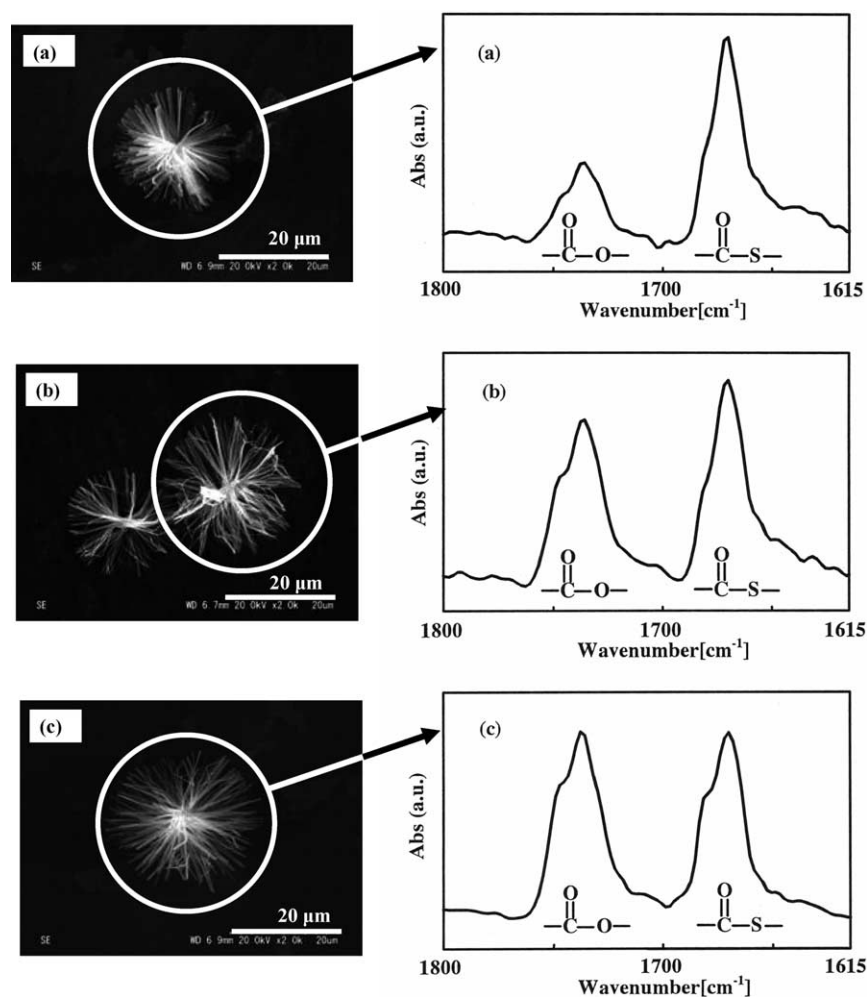 (a)
20 µm
SE
WD 6.9mm 20.0kV x2.0k 20um
(a)
Abs (a.u.)
O
C O
O
C S
1800
1700
1615
Wavenumber[cm-1]
(b)
20 µm
SE
WD 6.7mm 20.0kV x2.0k 20um
(b)
Abs (a.u.)
O
C O
O
C S
1800
1700
1615
Wavenumber[cm-1]
(c)
20 µm
SE
WD 6.9mm 20.0kV x2.0k 20um
(c)
Abs (a.u.)
O
C O
O
C S
1800
1700
1615
Wavenumber[cm-1]